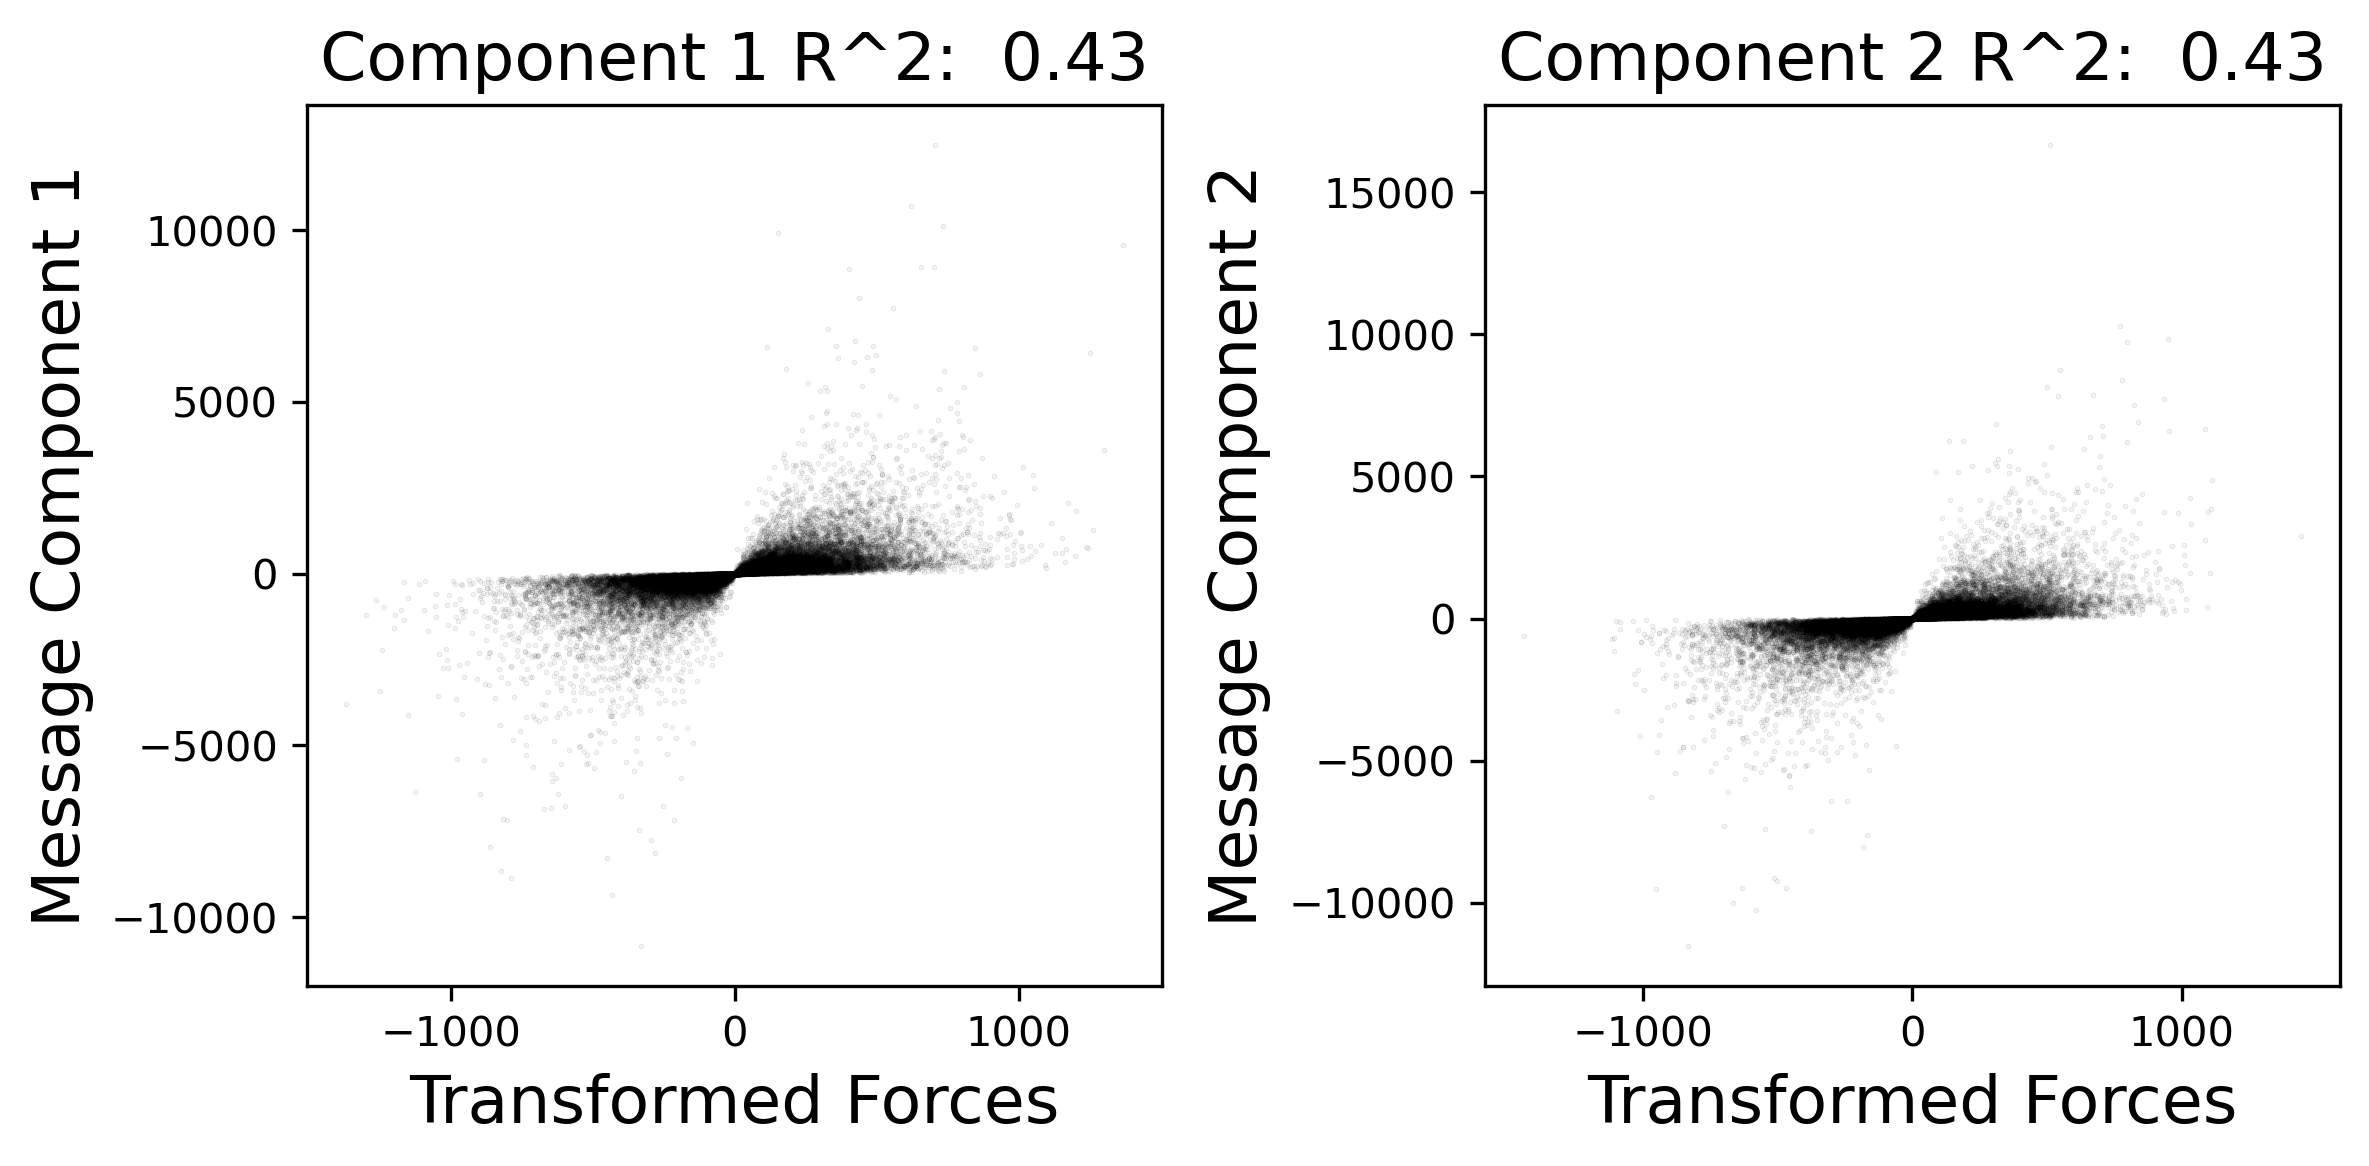 Component 1 R^2:  0.43
Message Component 1
10000
5000
0
−5000
−10000
−1000
0
1000
Transformed Forces
Component 2 R^2:  0.43
Message Component 2
15000
10000
5000
0
−5000
−10000
−1000
0
1000
Transformed Forces